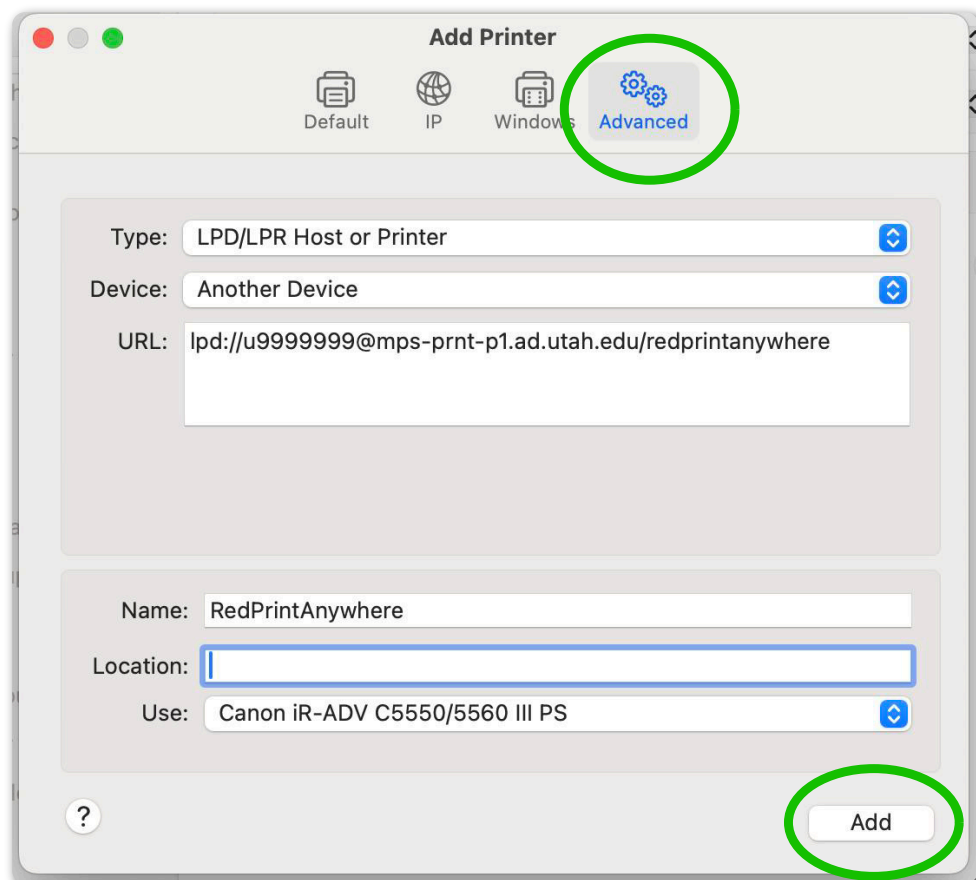 Add Printer
Default IP Windows Advanced
Type: LPD/LPR Host or Printer
Device: Another Device
URL: lpd://u9999999@mps-prnt-p1.ad.utah.edu/redprintanywhere
Name: RedPrintAnywhere
Location:
Use: Canon iR-ADV C5550/5560 III PS
? Add